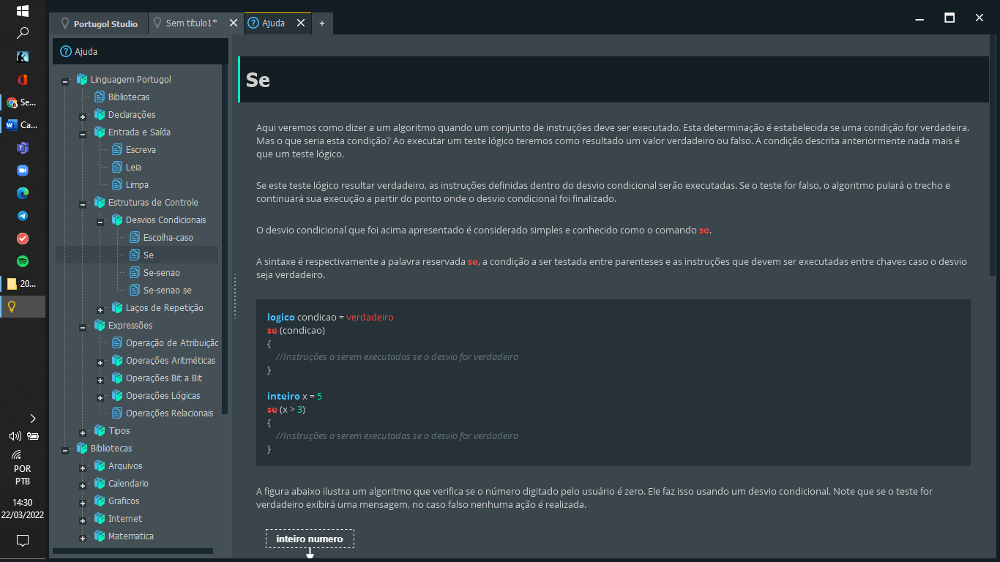 Portugol Studio
Sem título1*
Ajuda
+
Ajuda
Linguagem Portugol
Bibliotecas
Declarações
Entrada e Saída
Escreva
Leia
Limpa
Estruturas de Controle
Desvios Condicionais
Escolha-caso
Se
Se-senao
Se-senao se
Laços de Repetição
Expressões
Operação de Atribuição
Operações Aritméticas
Operações Bit a Bit
Operações Lógicas
Operações Relacionais
Tipos
Bibliotecas
Arquivos
Calendario
Graficos
Internet
Matematica
Se...
Ca...
20...
POR
PTB
14:30
22/03/2022
Se
Aqui veremos como dizer a um algoritmo quando um conjunto de instruções deve ser executado. Esta determinação é estabelecida se uma condição for verdadeira.
Mas o que seria esta condição? Ao executar um teste lógico teremos como resultado um valor verdadeiro ou falso. A condição descrita anteriormente nada mais é
que um teste lógico.
Se este teste lógico resultar verdadeiro, as instruções definidas dentro do desvio condicional serão executadas. Se o teste for falso, o algoritmo pulará o trecho e
continuará sua execução a partir do ponto onde o desvio condicional foi finalizado.
O desvio condicional que foi acima apresentado é considerado simples e conhecido como o comando se.
A sintaxe é respectivamente a palavra reservada se, a condição a ser testada entre parenteses e as instruções que devem ser executadas entre chaves caso o desvio
seja verdadeiro.
logico condicao = verdadeiro
se (condicao)
{
//Instruções a serem executadas se o desvio for verdadeiro
}
inteiro x = 5
se (x > 3)
{
//Instruções a serem executadas se o desvio for verdadeiro
}
A figura abaixo ilustra um algoritmo que verifica se o número digitado pelo usuário é zero. Ele faz isso usando um desvio condicional. Note que se o teste for
verdadeiro exibirá uma mensagem, no caso falso nenhuma ação é realizada.
inteiro numero